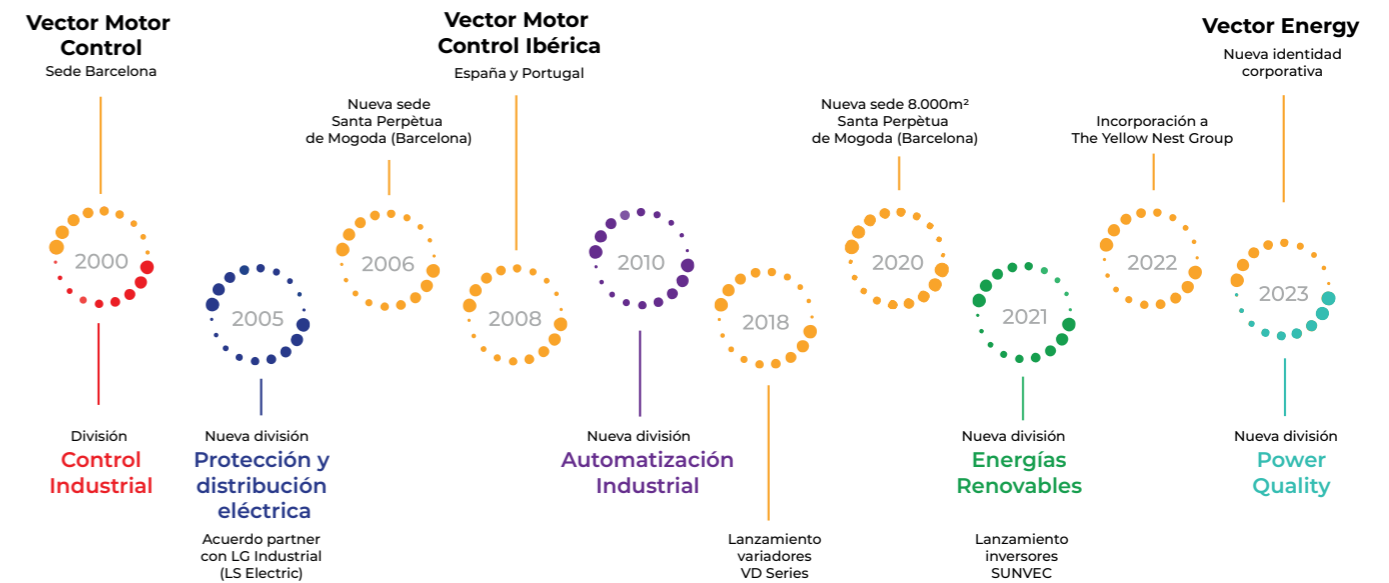 Vector Motor
Control
Sede Barcelona
2000
División
Control
Industrial
2005
Nueva división
Protección y
distribución
eléctrica
Acuerdo partner
con LG Industrial
(LS Electric)
Nueva sede
Santa Perpètua
de Mogoda (Barcelona)
2006
Vector Motor
Control Ibérica
España y Portugal
2008
2010
Nueva división
Automatización
Industrial
2018
Lanzamiento
variadores
VD Series
Nueva sede 8.000m²
Santa Perpètua
de Mogoda (Barcelona)
2020
2021
Nueva división
Energías
Renovables
Lanzamiento
inversores
SUNVEC
Incorporación a
The Yellow Nest Group
2022
Vector Energy
Nueva identidad
corporativa
2023
Nueva división
Power
Quality